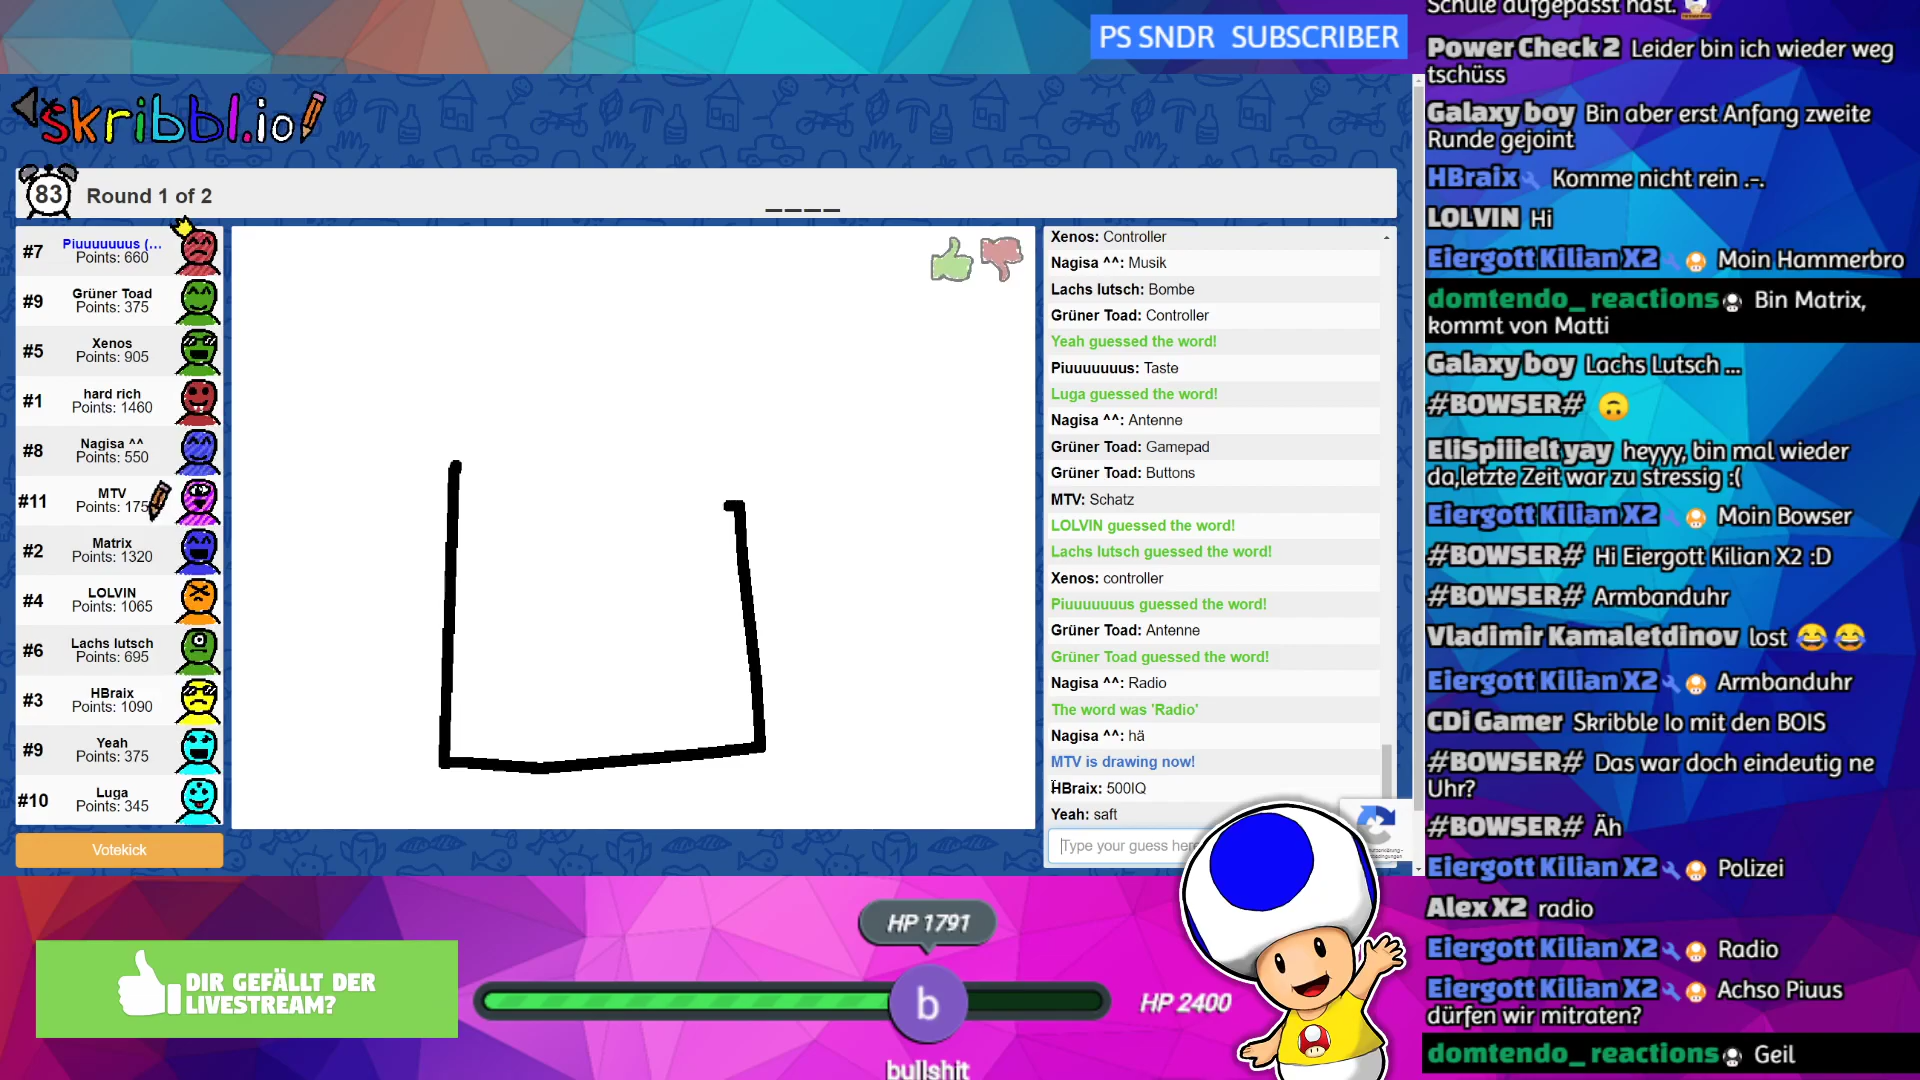 PS SNDR SUBSCRIBER
skribbl.io
83
Round 1 of 2
____
#7
Piuuuuuuus (...
Points: 660
#9
Grüner Toad
Points: 375
#5
Xenos
Points: 905
#1
hard rich
Points: 1460
#8
Nagisa ^^
Points: 550
#11
MTV
Points: 175
#2
Matrix
Points: 1320
#4
LOLVIN
Points: 1065
#6
Lachs lutsch
Points: 695
#3
HBraix
Points: 1090
#9
Yeah
Points: 375
#10
Luga
Points: 345
Votekick
Xenos: Controller
Nagisa ^^: Musik
Lachs lutsch: Bombe
Grüner Toad: Controller
Yeah guessed the word!
Piuuuuuuus: Taste
Luga guessed the word!
Nagisa ^^: Antenne
Grüner Toad: Gamepad
Grüner Toad: Buttons
MTV: Schatz
LOLVIN guessed the word!
Lachs lutsch guessed the word!
Xenos: controller
Piuuuuuuus guessed the word!
Grüner Toad: Antenne
Grüner Toad guessed the word!
Nagisa ^^: Radio
The word was 'Radio'
Nagisa ^^: hä
MTV is drawing now!
HBraix: 500IQ
Yeah: saft
Type your guess here
DIR GEFÄLLT DER
LIVESTREAM?
HP 1791
b
HP 2400
bullshit
Schule aufgepasst hast.
Power Check 2 Leider bin ich wieder weg
tschüss
Galaxy boy Bin aber erst Anfang zweite
Runde gejoint
HBraix Komme nicht rein .-.
LOLVIN Hi
Eiergott Kilian X2 Moin Hammerbro
domtendo_reactions Bin Matrix,
kommt von Matti
Galaxy boy Lachs Lutsch ...
#BOWSER#
EliSpiiielt yay heyyy, bin mal wieder
da,letzte Zeit war zu stressig :(
Eiergott Kilian X2 Moin Bowser
#BOWSER# Hi Eiergott Kilian X2 :D
#BOWSER# Armbanduhr
Vladimir Kamaletdinov lost
Eiergott Kilian X2 Armbanduhr
CDi Gamer Skribble Io mit den BOIS
#BOWSER# Das war doch eindeutig ne
Uhr?
#BOWSER# Äh
Eiergott Kilian X2 Polizei
Alex X2 radio
Eiergott Kilian X2 Radio
Eiergott Kilian X2 Achso Piuus
dürfen wir mitraten?
domtendo_reactions Geil